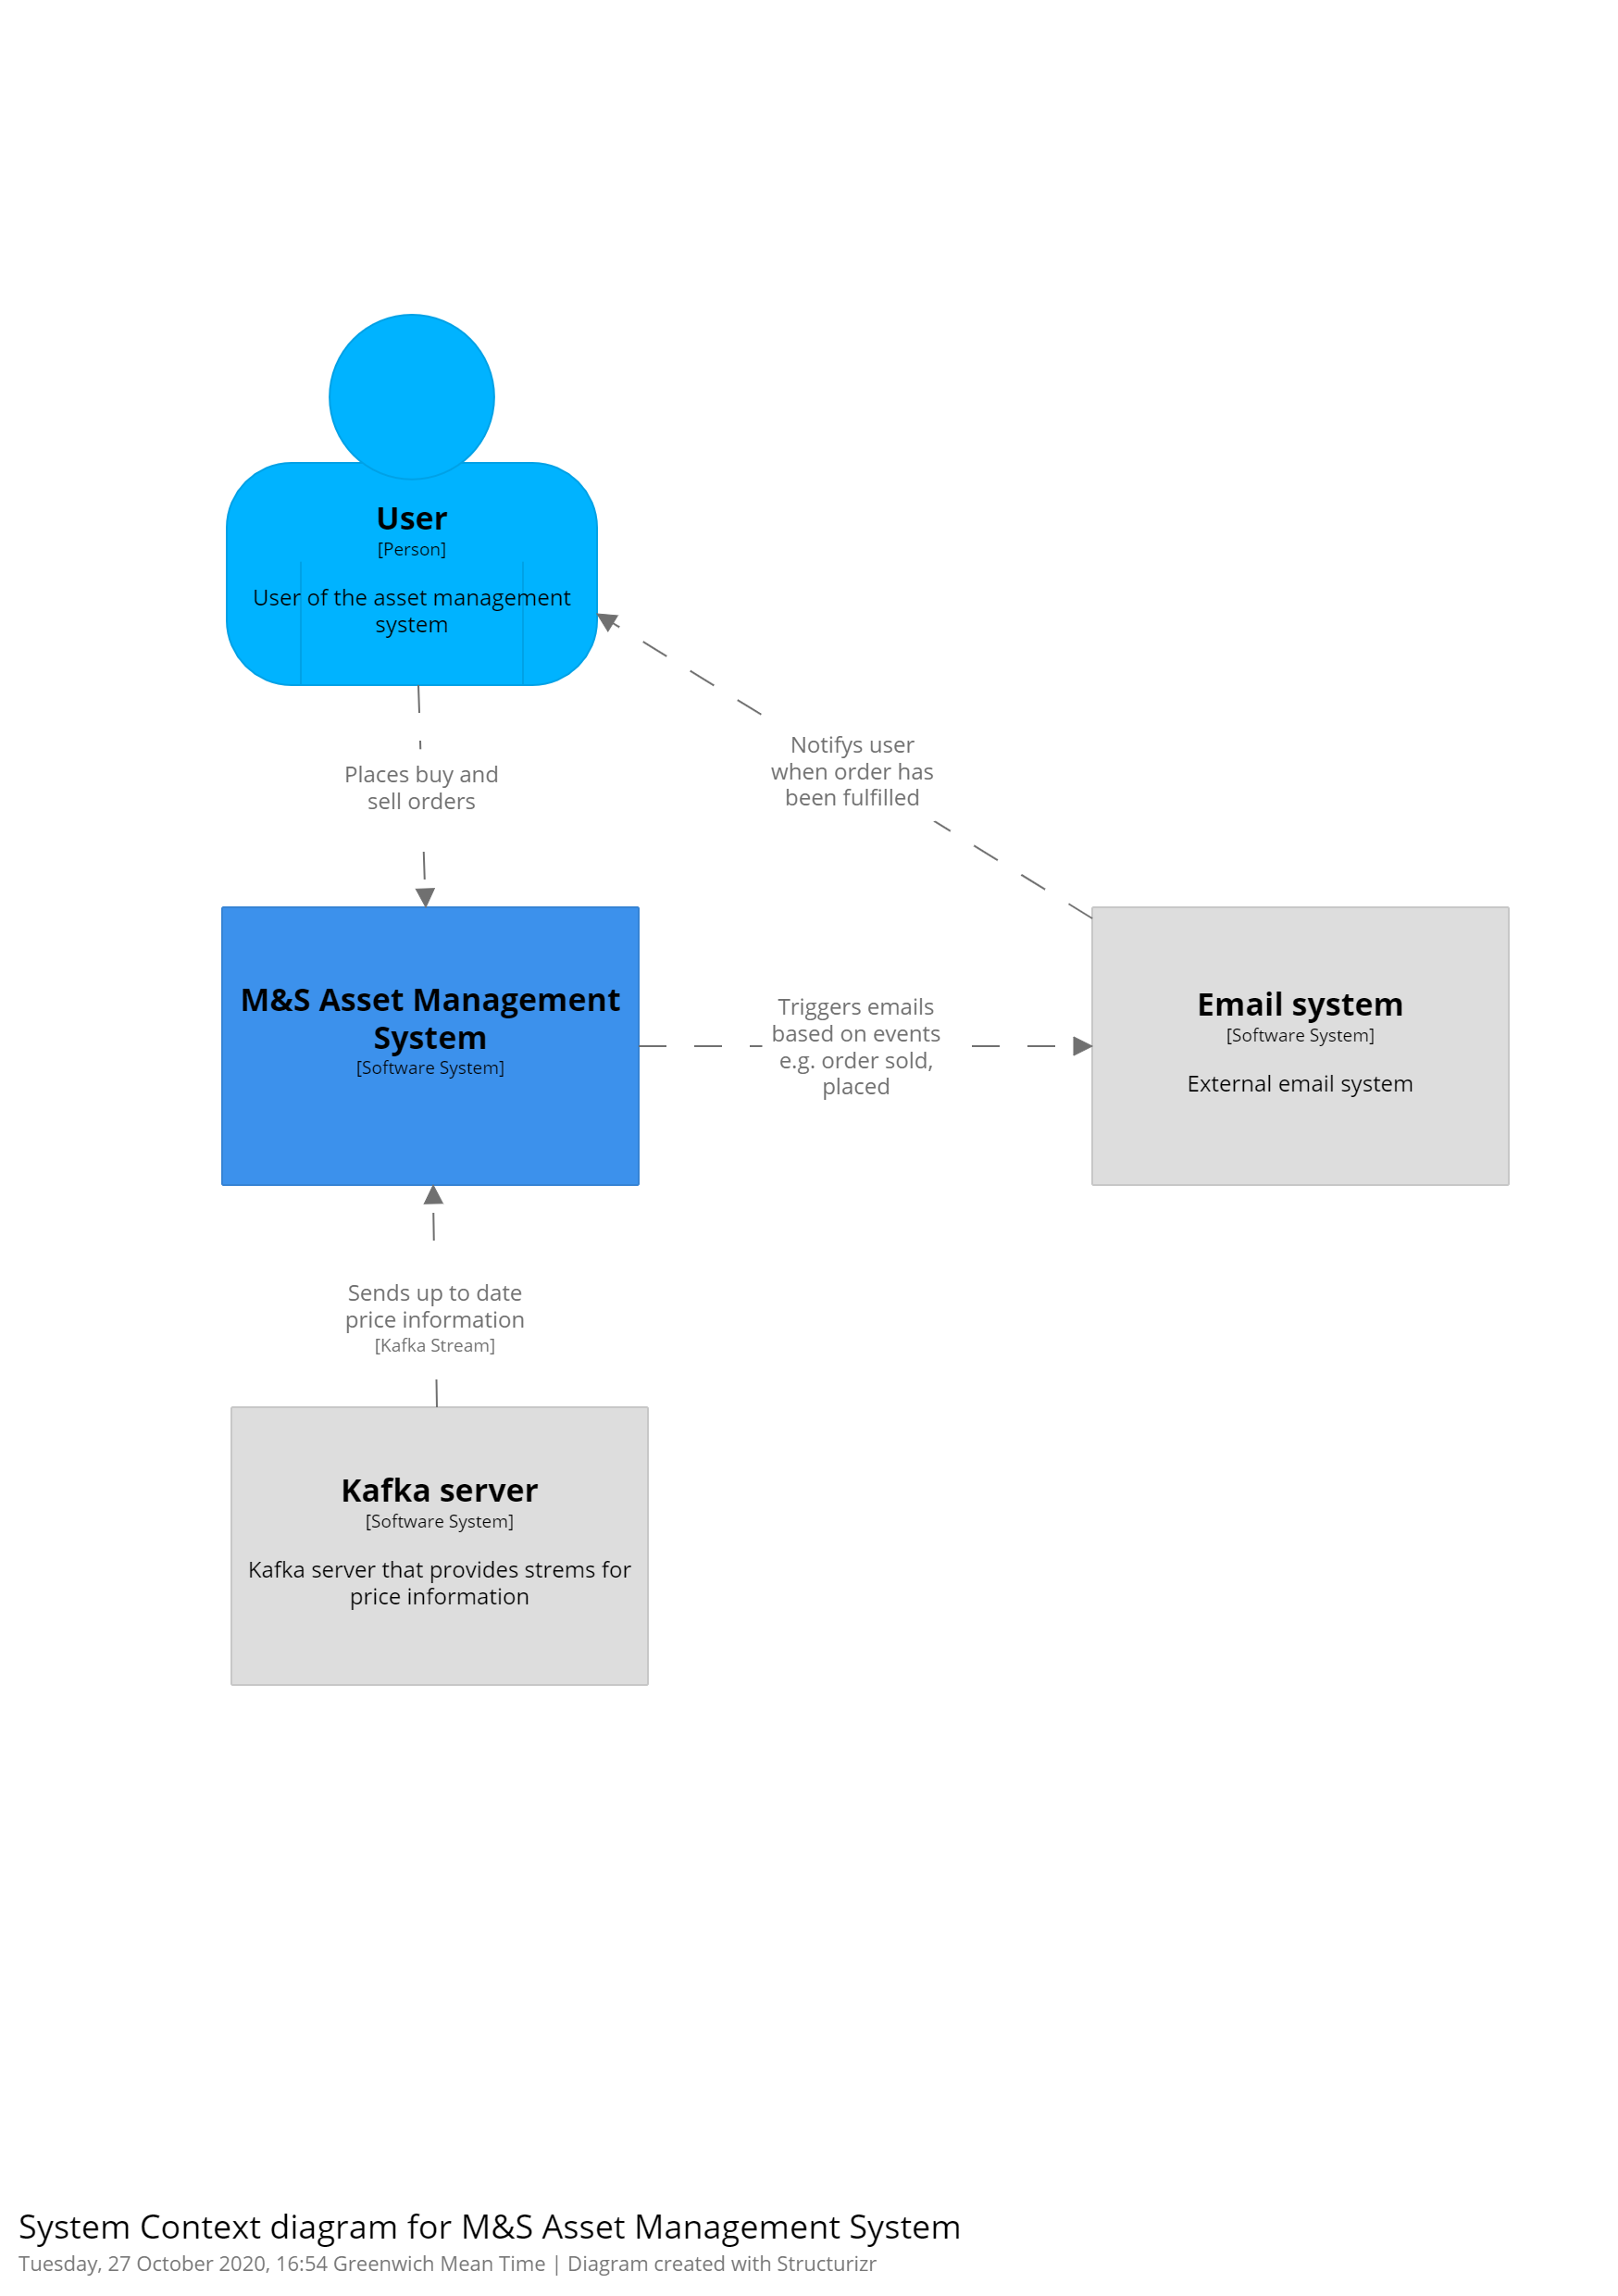 User
[Person]
User of the asset management
system
Places buy and
sell orders
Notifys user
when order has
been fulfilled
M&S Asset Management
System
[Software System]
Triggers emails
based on events
e.g. order sold,
placed
Email system
[Software System]
External email system
Sends up to date
price information
[Kafka Stream]
Kafka server
[Software System]
Kafka server that provides strems for
price information
System Context diagram for M&S Asset Management System
Tuesday, 27 October 2020, 16:54 Greenwich Mean Time | Diagram created with Structurizr